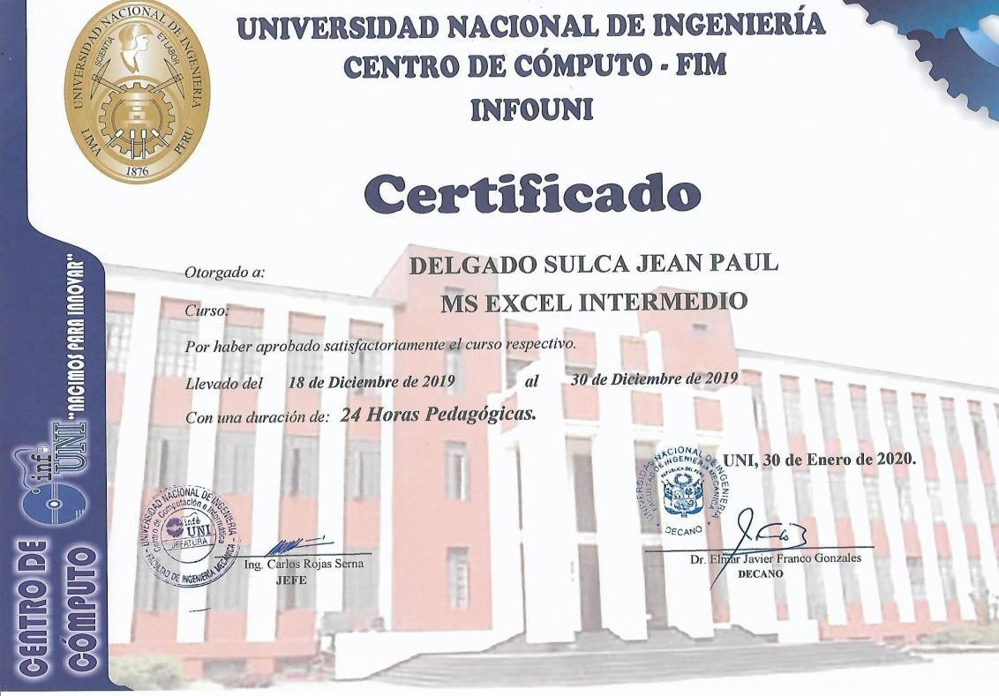 UNIVERSIDAD NACIONAL DE INGENIERIA
SCIENTIA ET LABOR
LIMA 1876 PERU
UNIVERSIDAD NACIONAL DE INGENIERÍA
CENTRO DE CÓMPUTO - FIM
INFOUNI
Certificado
Otorgado a: DELGADO SULCA JEAN PAUL
Curso: MS EXCEL INTERMEDIO
Por haber aprobado satisfactoriamente el curso respectivo.
Llevado del 18 de Diciembre de 2019 al 30 de Diciembre de 2019
Con una duración de: 24 Horas Pedagógicas.
UNI, 30 de Enero de 2020.
UNIVERSIDAD NACIONAL DE INGENIERIA
FACULTAD DE INGENIERIA MECANICA
REPUBLICA DEL PERU
DECANO
UNIVERSIDAD NACIONAL DE INGENIERIA
Centro de Computación e Informática
info
UNI
JEFATURA
FACULTAD DE INGENIERIA MECANICA
Ing. Carlos Rojas Serna
JEFE
Dr. Elmar Javier Franco Gonzales
DECANO
CENTRO DE
CÓMPUTO
info
UNI
"NACIMOS PARA INNOVAR"